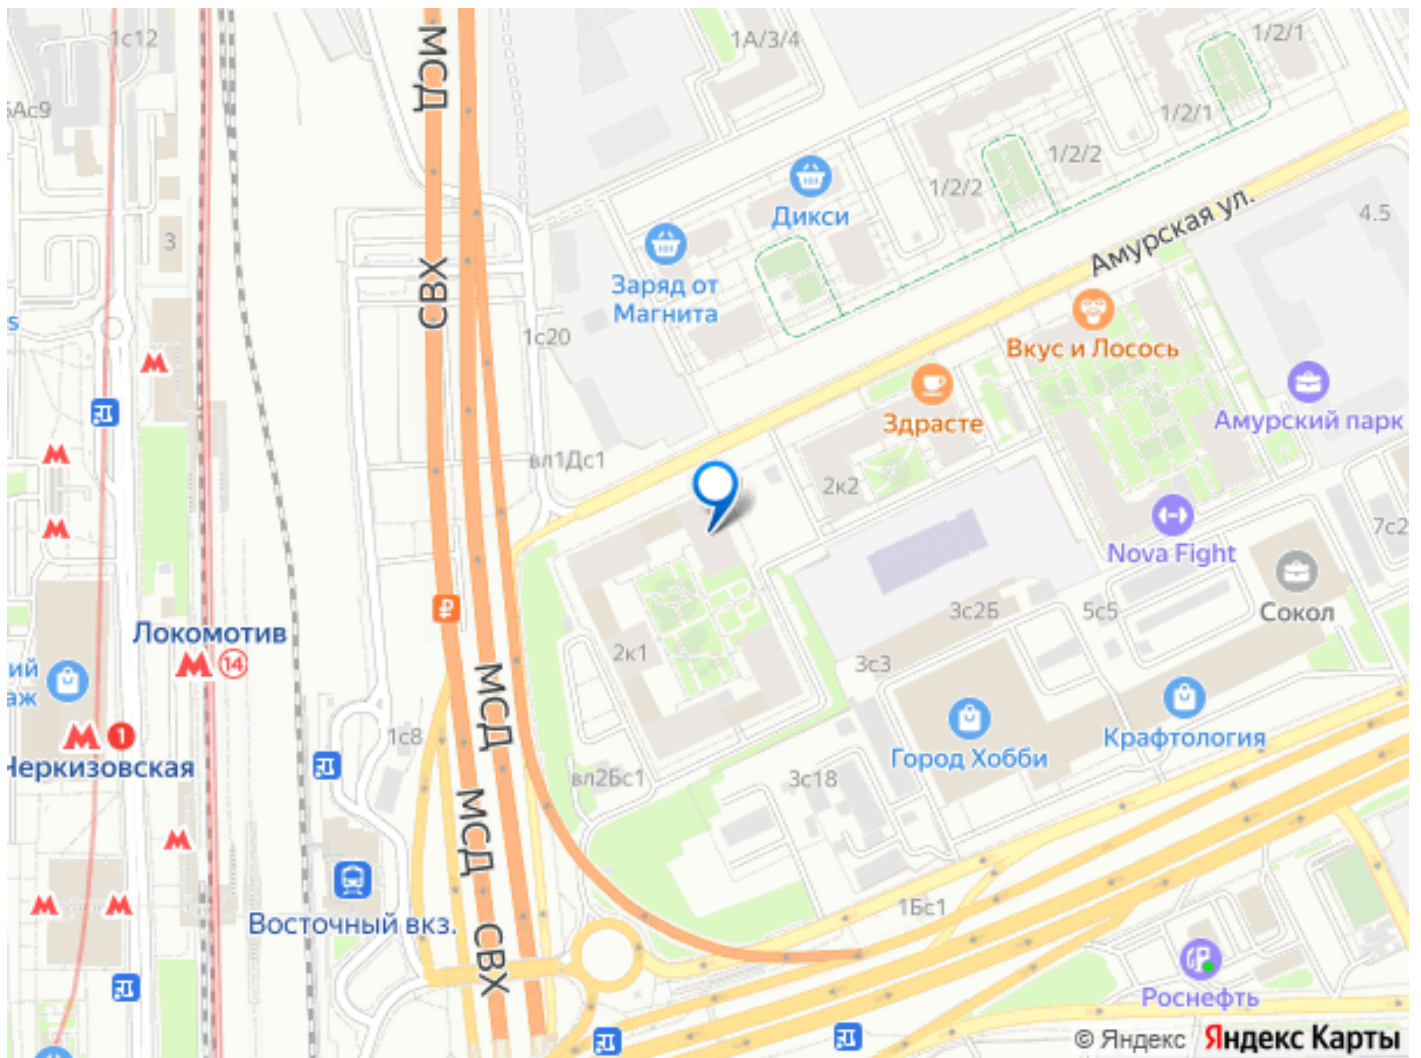 1с12
МСД
1А/3/4
1/2/1
6Ас9
1/2/1
1/2/2
1/2/2
Дикси
4.5
3
Амурская ул.
СВХ
Заряд от
Магнита
1с20
Вкус и Лосось
Здрасте
Амурский парк
вл1Дс1
2к2
7с2
Nova Fight
3с2Б
5с5
Сокол
Локомотив
14
2к1
3с3
МСД
1с8
1
Черкизовская
Город Хобби
Крафтология
вл2Бс1
3с18
МСД
Восточный вкз.
1Бс1
СВХ
Роснефть
© Яндекс Яндекс Карты